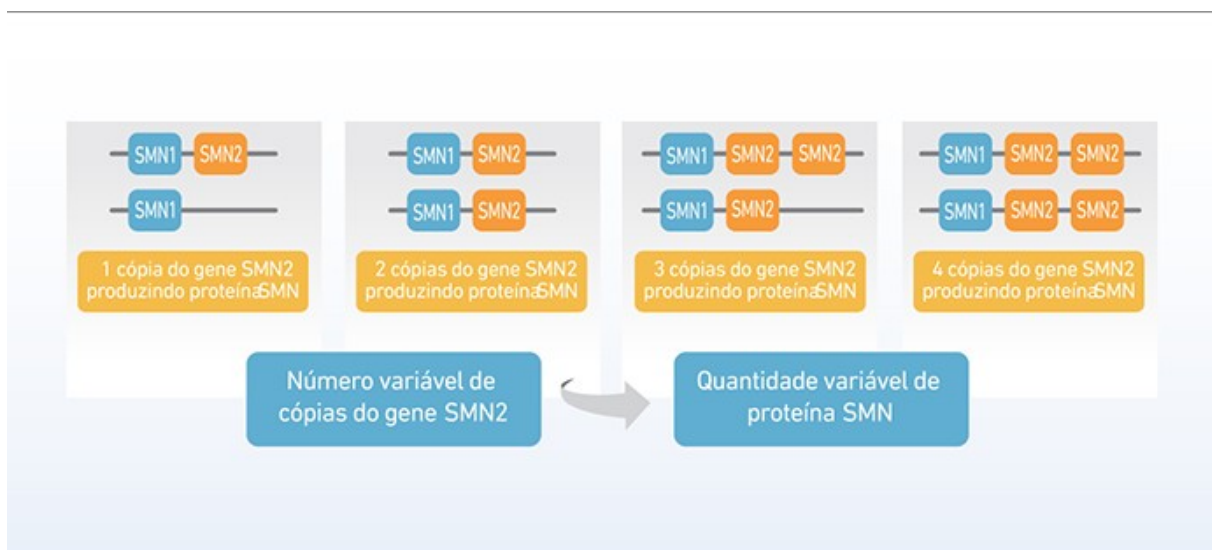 SMN1 SMN2 SMN1 SMN2 SMN1 SMN2 SMN2 SMN1 SMN2 SMN2
SMN1 SMN1 SMN2 SMN1 SMN2 SMN1 SMN2 SMN2
1 cópia do gene SMN2
produzindo proteínaSMN
2 cópias do gene SMN2
produzindo proteínaSMN
3 cópias do gene SMN2
produzindo proteínaSMN
4 cópias do gene SMN2
produzindo proteínaSMN
Número variável de
cópias do gene SMN2
Quantidade variável de
proteína SMN